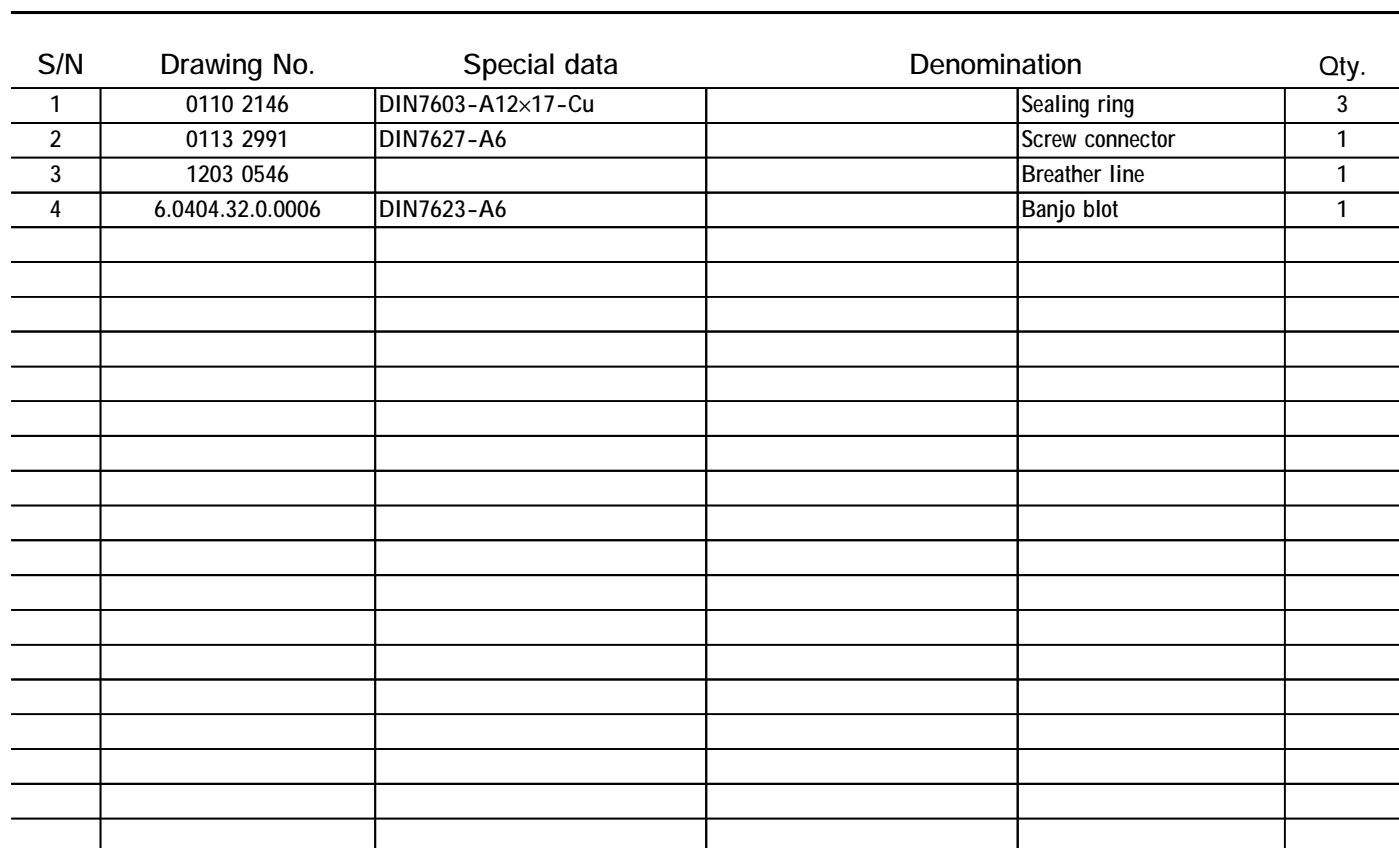 S/N Drawing No. Special data Denomination Qty.
1 0110 2146 DIN7603-A12×17-Cu Sealing ring 3
2 0113 2991 DIN7627-A6 Screw connector 1
3 1203 0546 Breather line 1
4 6.0404.32.0.0006 DIN7623-A6 Banjo blot 1